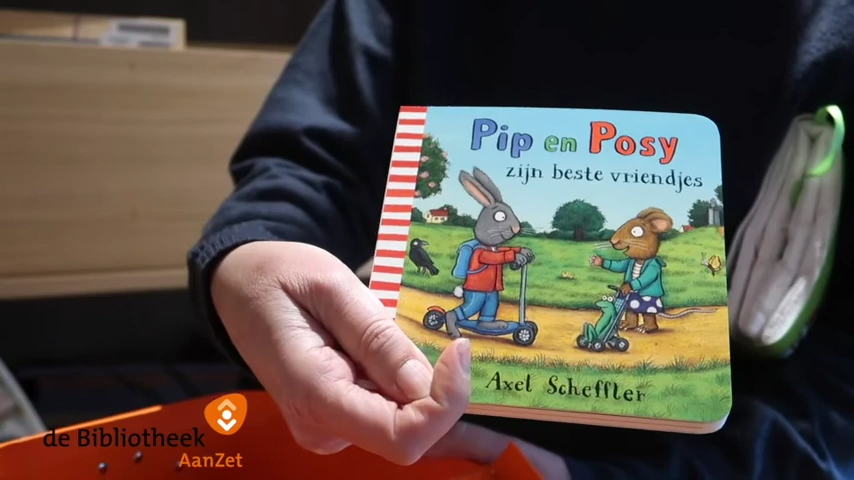 Pip en Posy
zijn beste vriendjes
Axel Scheffler
de Bibliotheek
AanZet